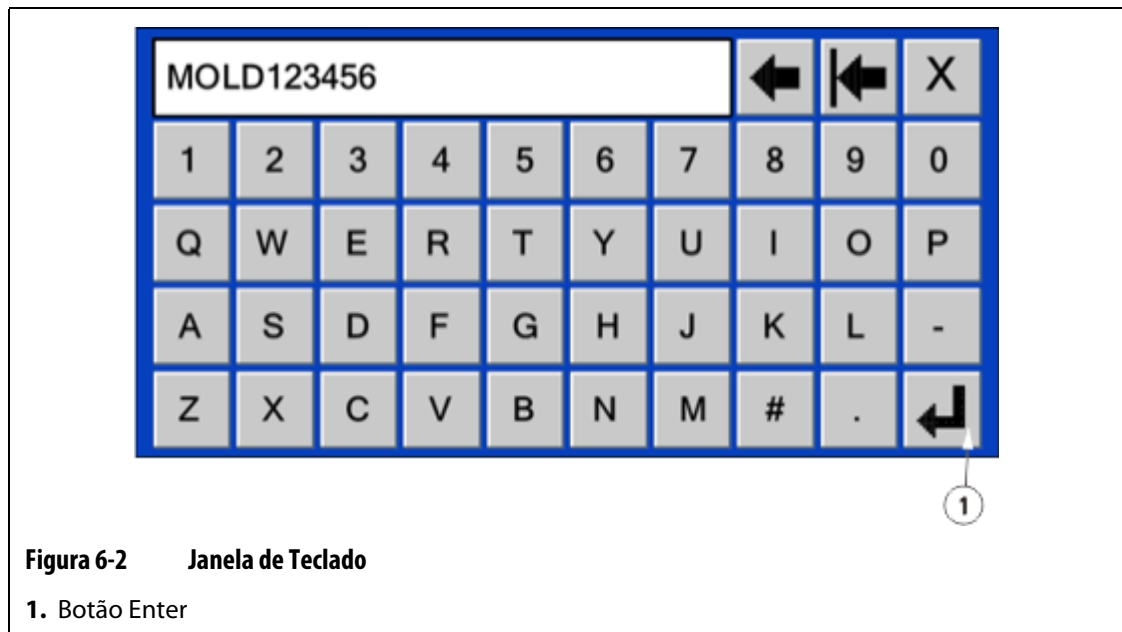 MOLD123456 X
1 2 3 4 5 6 7 8 9 0
Q W E R T Y U I O P
A S D F G H J K L -
Z X C V B N M # .
1
Figura 6-2 Janela de Teclado
1. Botão Enter